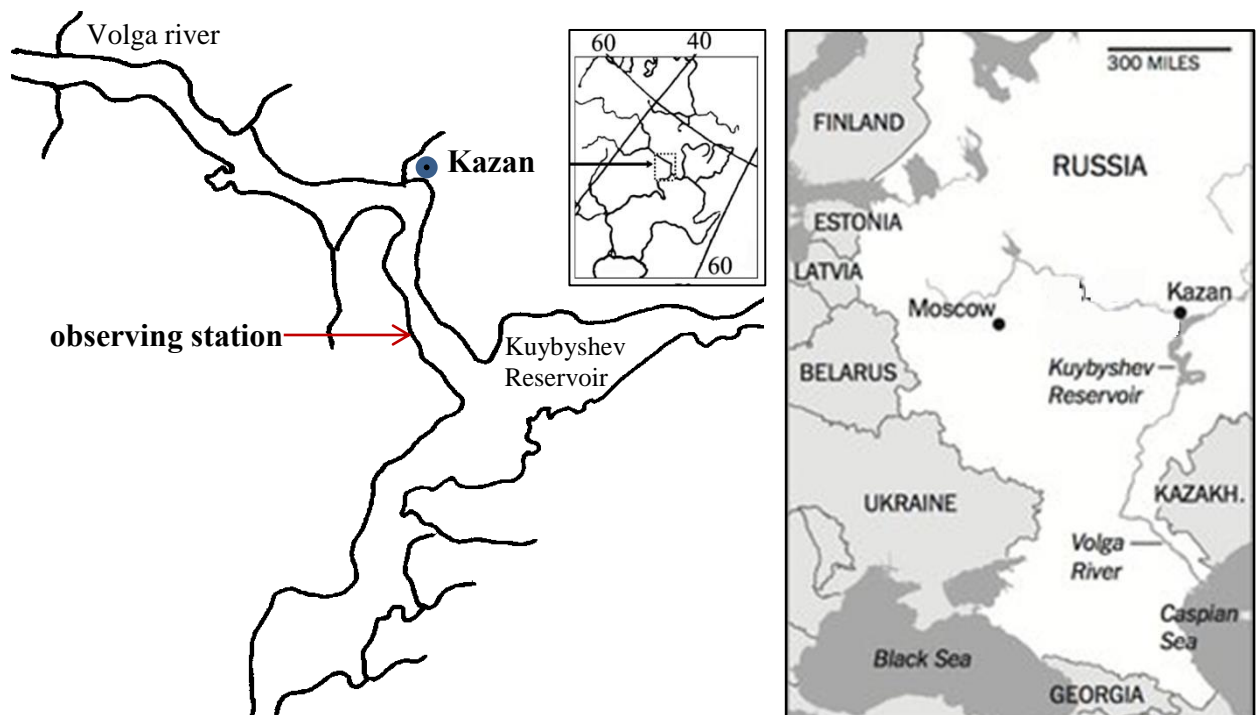 Volga river
Kazan
observing station
Kuybyshev
Reservoir
60
40
60
300 MILES
FINLAND
RUSSIA
ESTONIA
LATVIA
Moscow
Kazan
BELARUS
Kuybyshev
Reservoir
UKRAINE
KAZAKH.
Volga
River
Caspian
Sea
Black Sea
GEORGIA